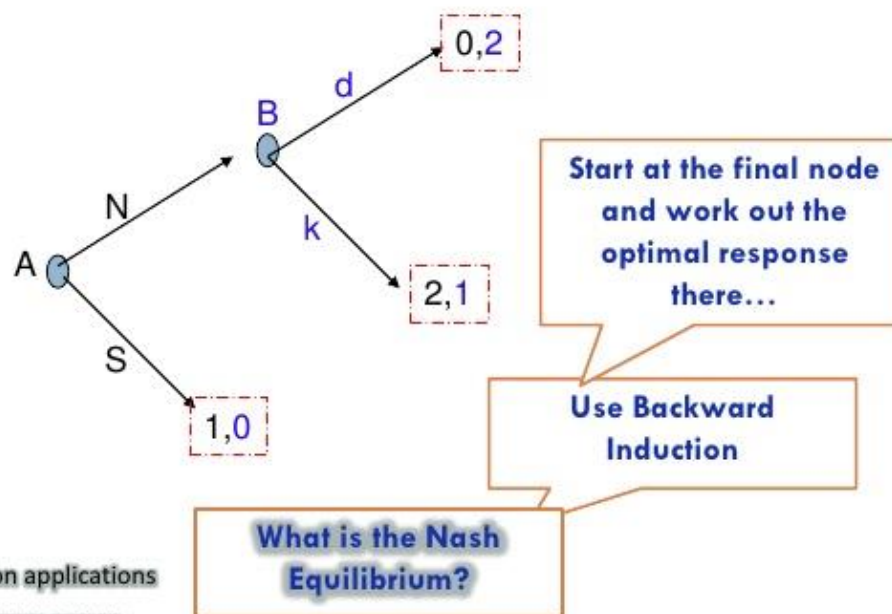 0,2
d
B
N
k
A
2,1
S
1,0
Start at the final node
and work out the
optimal response
there...
Use Backward
Induction
What is the Nash
Equilibrium?
on applications